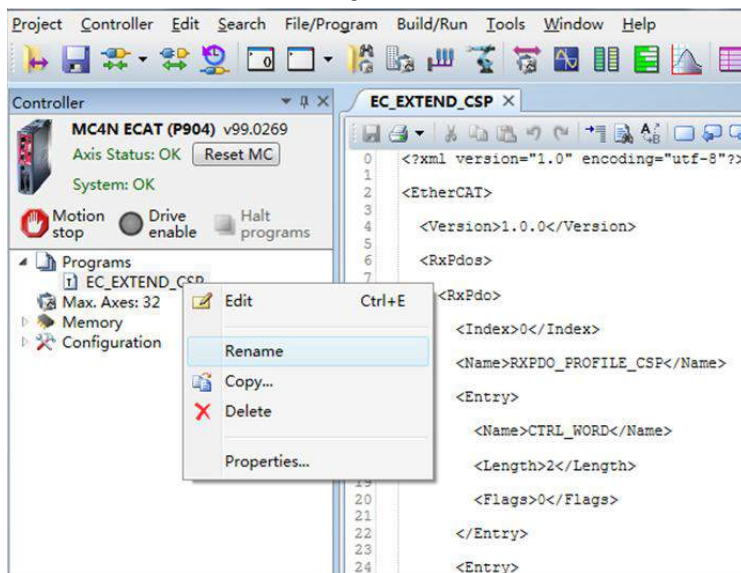 Project Controller Edit Search File/Program Build/Run Tools Window Help
Controller
MC4N ECAT (P904) v99.0269
Axis Status: OK Reset MC
System: OK
Motion stop
Drive enable
Halt programs
Programs
EC_EXTEND_CSP
Max. Axes: 32
Memory
Configuration
Edit Ctrl+E
Rename
Copy...
Delete
Properties...
EC_EXTEND_CSP
0 <?xml version="1.0" encoding="utf-8"?>
1
2 <EtherCAT>
3
4 <Version>1.0.0</Version>
5
6 <RxPdos>
7
<RxPdo>
<Index>0</Index>
<Name>RXPDO_PROFILE_CSP</Name>
<Entry>
<Name>CTRL_WORD</Name>
<Length>2</Length>
19
20 <Flags>0</Flags>
21
22 </Entry>
23
24 <Entry>